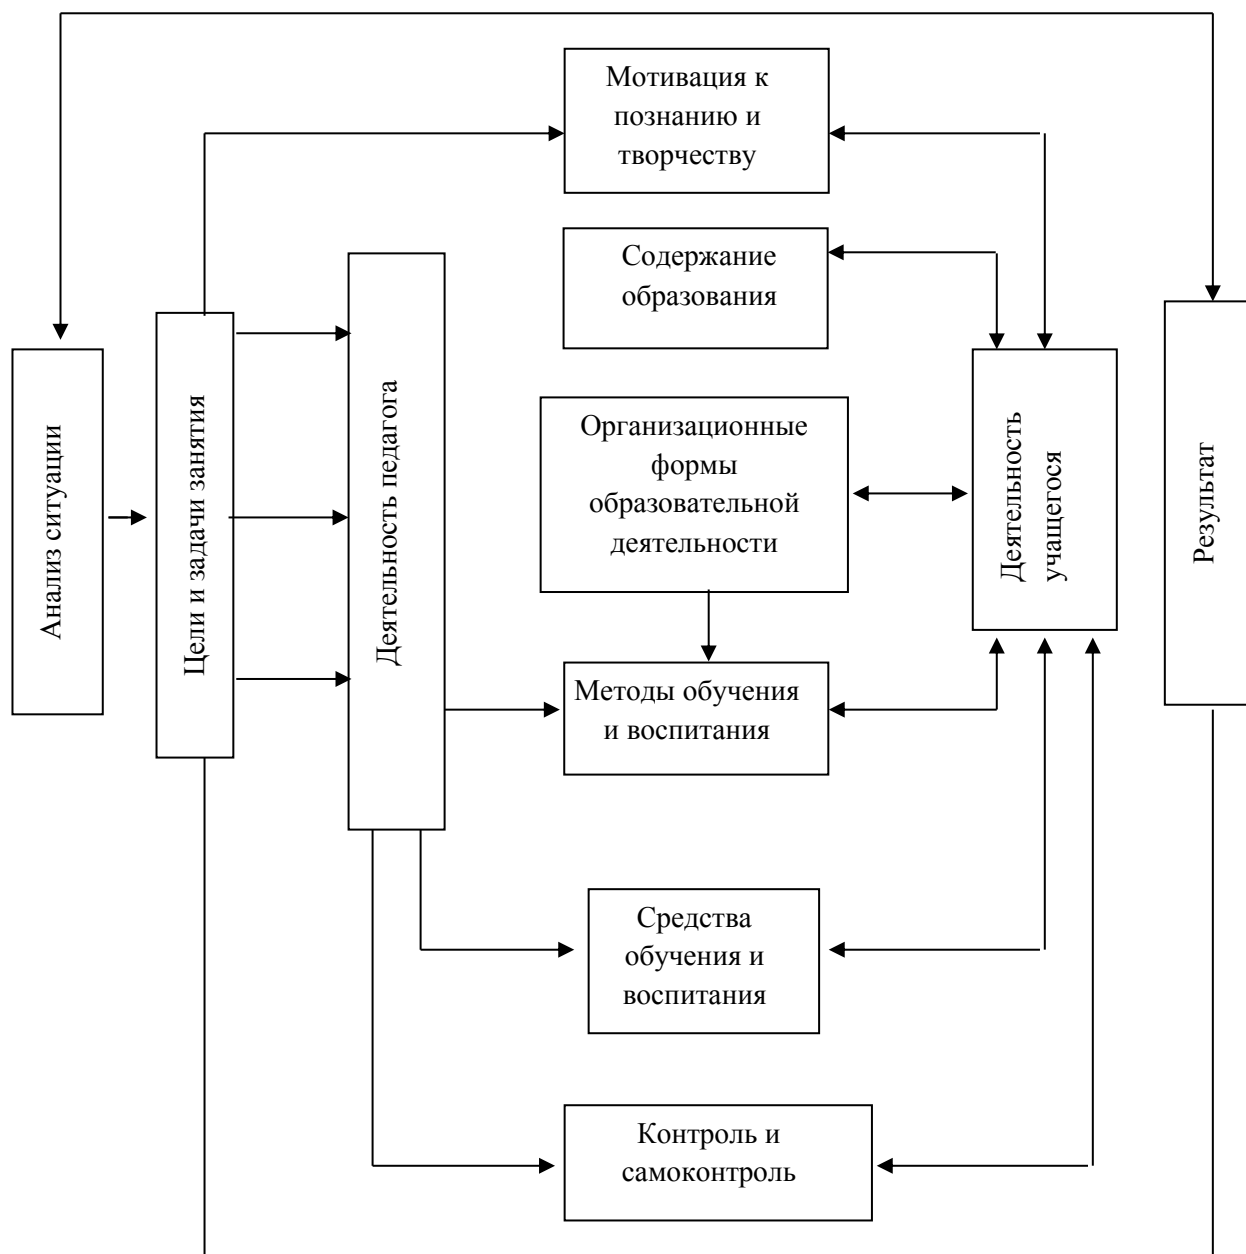 Мотивация к
познанию и
творчеству
Содержание
образования
Анализ ситуации
Цели и задачи занятия
Деятельность педагога
Организационные
формы
образовательной
деятельности
Деятельность
учащегося
Результат
Методы обучения
и воспитания
Средства
обучения и
воспитания
Контроль и
самоконтроль